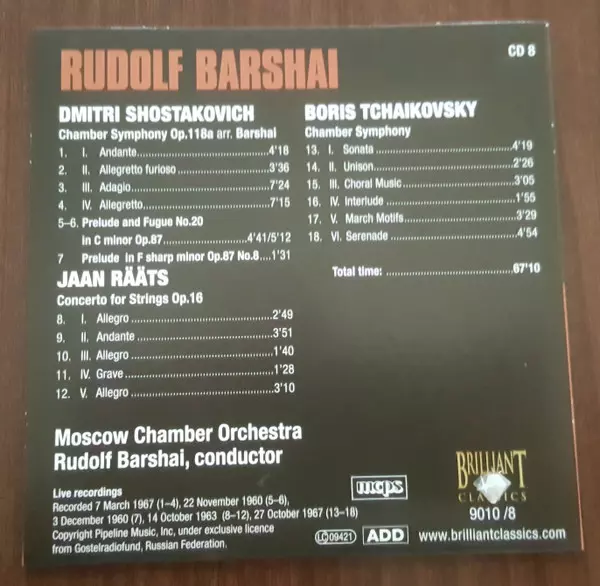 RUDOLF BARSHAI
CD 8
DMITRI SHOSTAKOVICH
Chamber Symphony Op.118a arr. Barshai
1. I. Andante........4'18
2. II. Allegretto furioso........3'36
3. III. Adagio........7'24
4. IV. Allegretto........7'15
5–6. Prelude and Fugue No.20
in C minor Op.87........4'41/5'12
7 Prelude in F sharp minor Op.87 No.8....1'31
JAAN RÄÄTS
Concerto for Strings Op.16
8. I. Allegro........2'49
9. II. Andante........3'51
10. III. Allegro........1'40
11. IV. Grave........1'28
12. V. Allegro........3'10
BORIS TCHAIKOVSKY
Chamber Symphony
13. I. Sonata........4'19
14. II. Unison........2'26
15. III. Choral Music........3'05
16. IV. Interlude........1'55
17. V. March Motifs........3'29
18. VI. Serenade........4'54
Total time:........67'10
Moscow Chamber Orchestra
Rudolf Barshai, conductor
Live recordings
Recorded 7 March 1967 (1–4), 22 November 1960 (5–6),
3 December 1960 (7), 14 October 1963 (8–12), 27 October 1967 (13–18)
Copyright Pipeline Music, Inc, under exclusive licence
from Gostelradiofund, Russian Federation.
mcps
LC 09421
ADD
BRILLIANT
CLASSICS
9010 /8
www.brilliantclassics.com